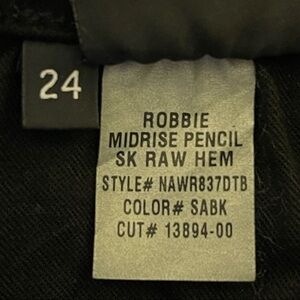 24
ROBBIE
MIDRISE PENCIL
SK RAW HEM
STYLE# NAWR837DTB
COLOR# SABK
CUT# 13894-00